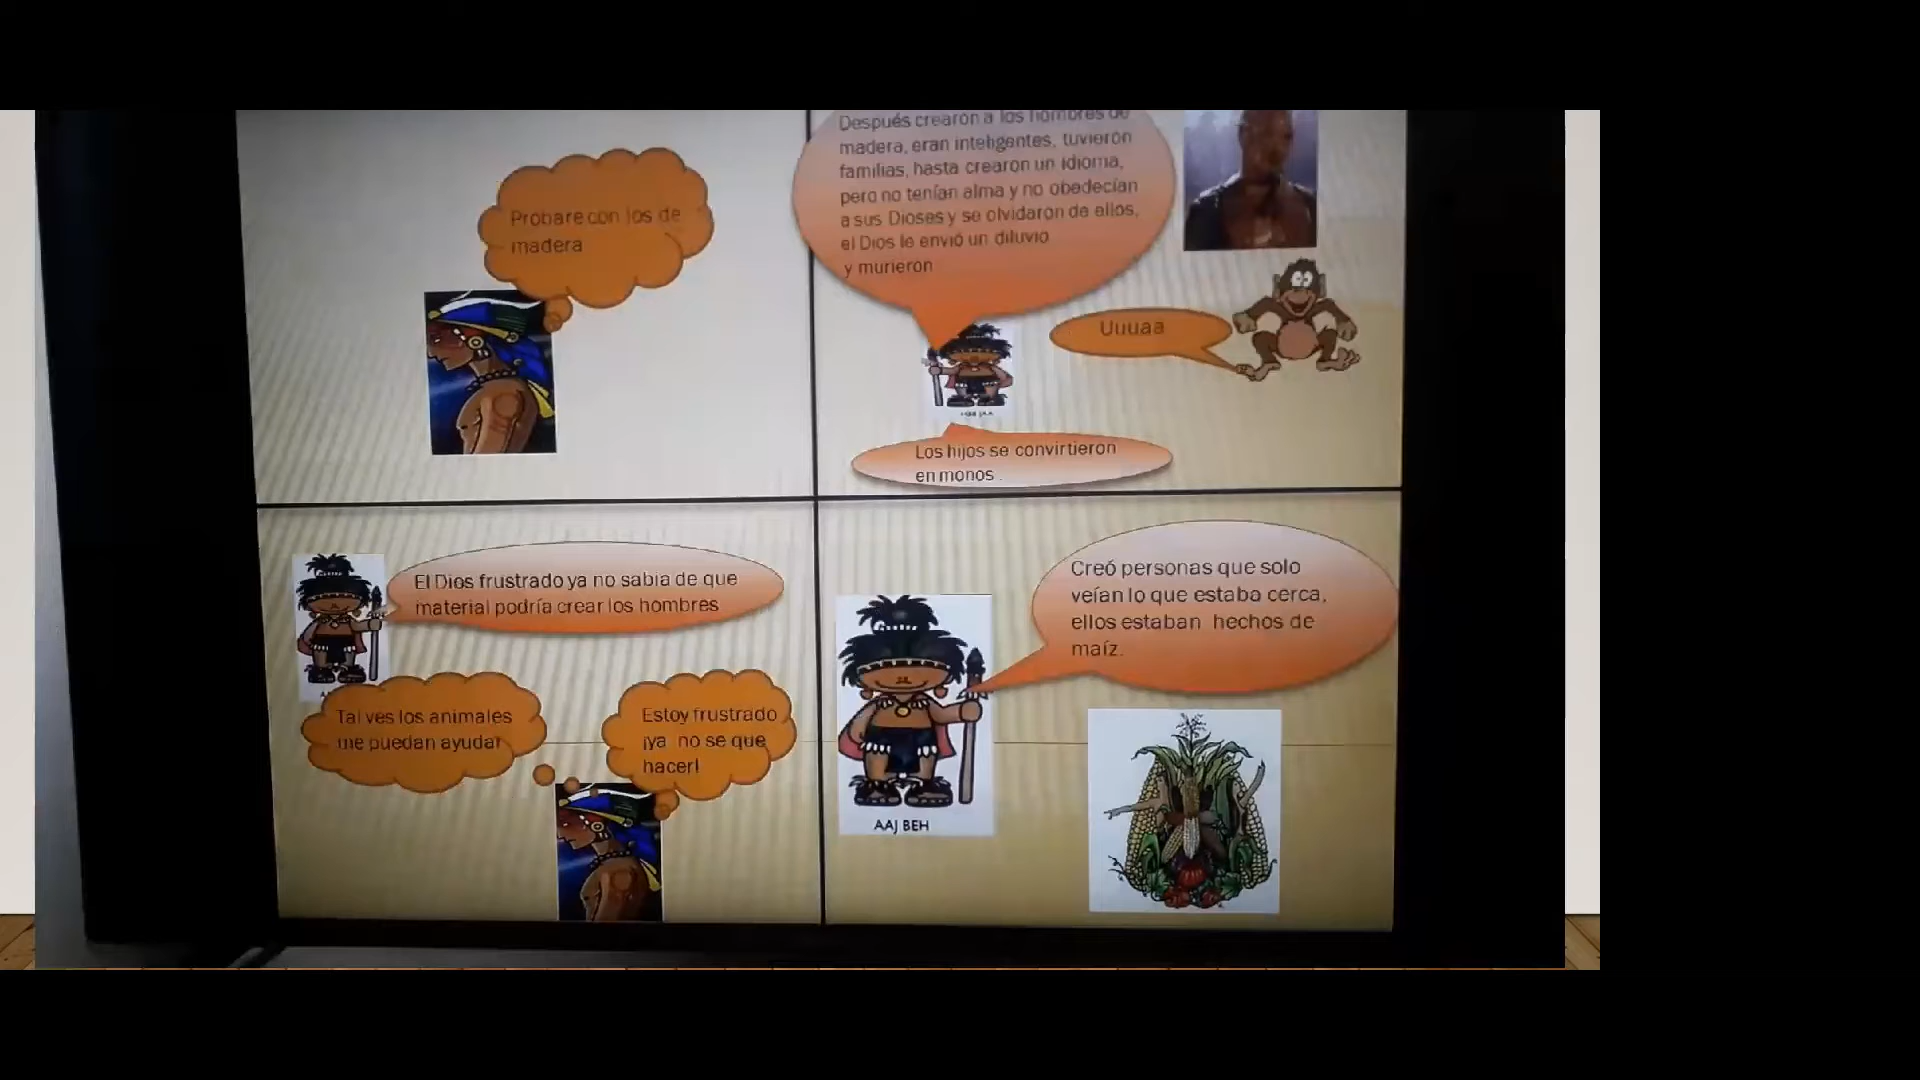 Probare con los de
madera
Después crearon a los hombres de
madera, eran inteligentes, tuvieron
familias, hasta crearon un idioma,
pero no tenían alma y no obedecían
a sus Dioses y se olvidaron de ellos,
el Dios le envió un diluvio
y murieron
Uuuaa
Los hijos se convirtieron
en monos .
El Dios frustrado ya no sabia de que
material podría crear los hombres
Tal ves los animales
me puedan ayudar
Estoy frustrado
¡ya no se que
hacer!
Creó personas que solo
veían lo que estaba cerca,
ellos estaban hechos de
maíz.
AAJ BEH